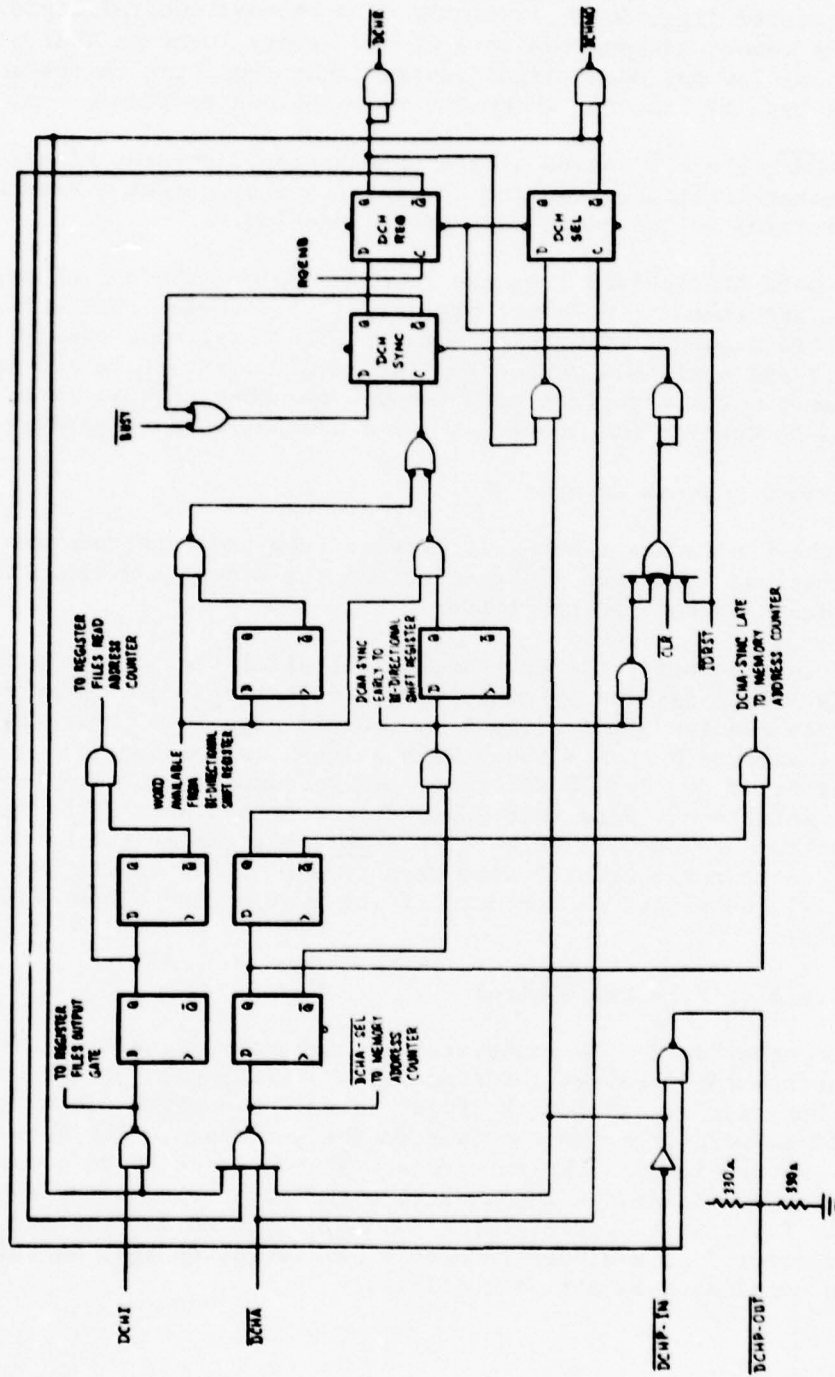 DCHI
DCHA
DCHP-IN
DCHP-OUT
TO REGISTER
FILES OUTPUT
GATE
DCHA-SEL
TO MEMORY
ADDRESS
COUNTER
330Ω
390Ω
D
Q
Q
D
Q
Q
D
Q
Q
D
Q
Q
TO REGISTER
FILES READ
ADDRESS
COUNTER
WORD
AVAILABLE
FROM
BI-DIRECTIONAL
SHIFT REGISTER
D
Q
Q
DCHA SYNC
EARLY TO
BI-DIRECTIONAL
SHIFT REGISTER
D
Q
Q
DCHA-SYNC LATE
TO MEMORY
ADDRESS COUNTER
BUSY
D
Q
DCH
SYNC
C
Q
CLR
IORST
RQENB
D
Q
DCH
REQ
C
Q
D
Q
DCH
SEL
C
Q
DCHR